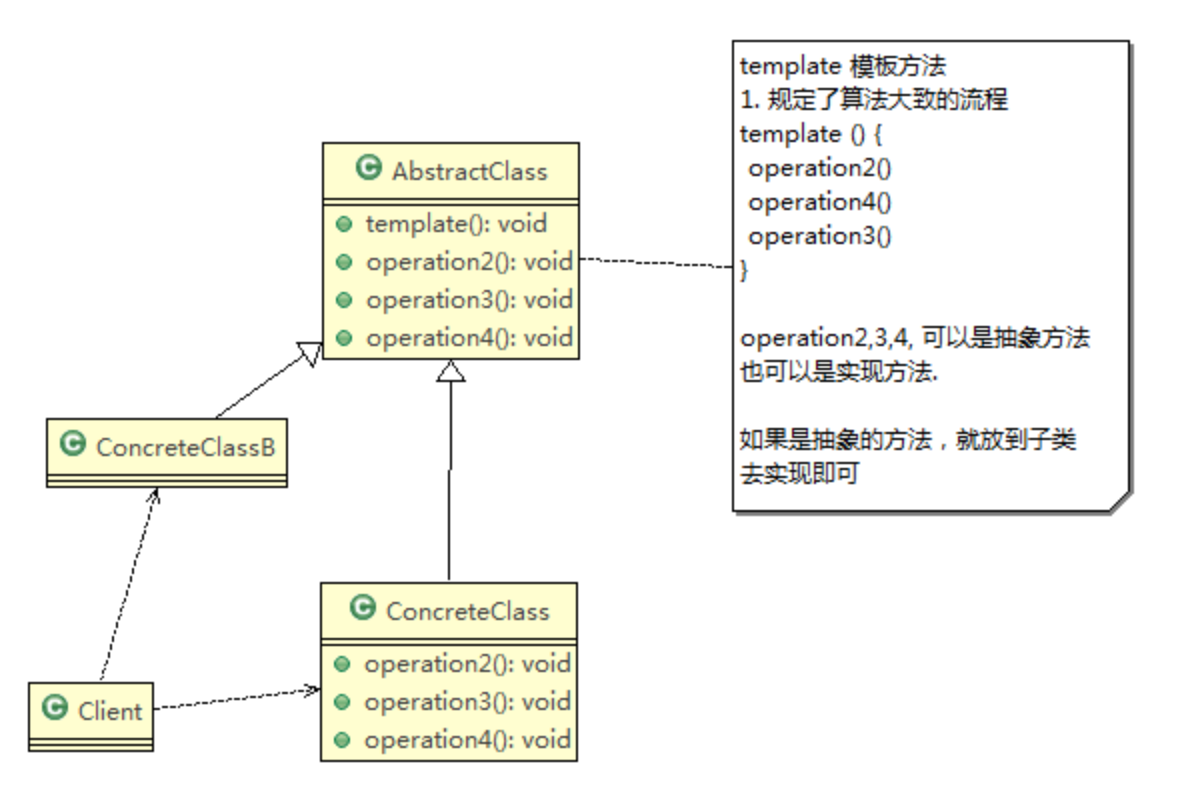 template 模板方法
1. 规定了算法大致的流程
template () {
operation2()
operation4()
operation3()
}
operation2,3,4, 可以是抽象方法
也可以是实现方法.
如果是抽象的方法，就放到子类
去实现即可
C AbstractClass
template(): void
operation2(): void
operation3(): void
operation4(): void
C ConcreteClassB
C ConcreteClass
operation2(): void
operation3(): void
operation4(): void
C Client